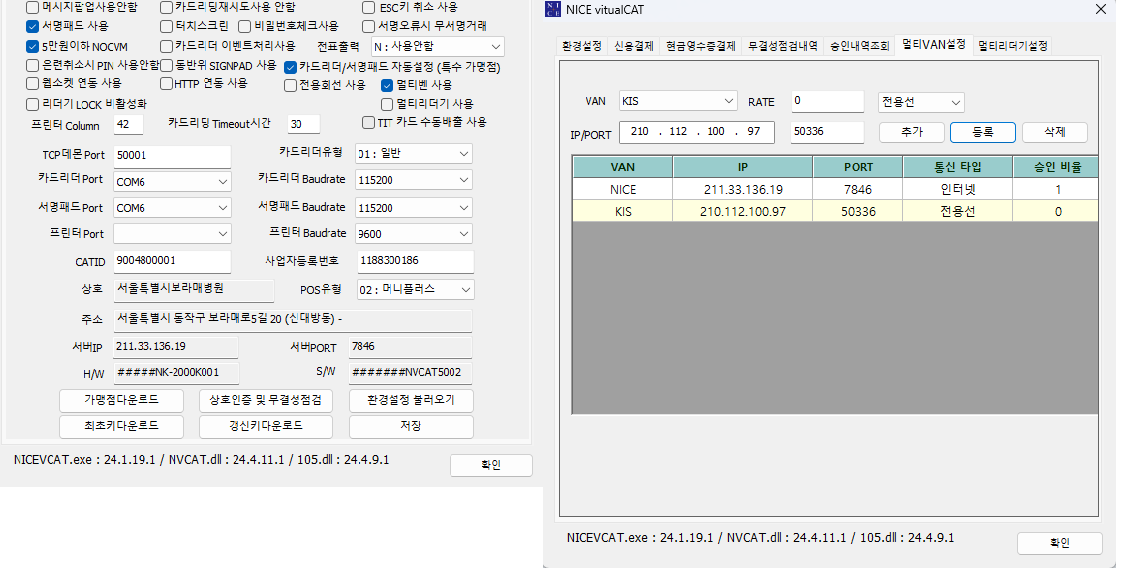 메시지팝업사용안함 카드리딩재시도사용 안함 ESC키 취소 사용
서명패드 사용 터치스크린 비밀번호체크사용 서명오류시 무서명거래
5만원이하 NOCVM 카드리더 이벤트처리사용 전표출력 N : 사용안함
은련취소시 PIN 사용안함 동반위 SIGNPAD 사용 카드리더/서명패드 자동설정 (특수 가맹점)
웹소켓 연동 사용 HTTP 연동 사용 전용회선 사용 멀티벤 사용
리더기 LOCK 비활성화 멀티리더기 사용
프린터 Column 42 카드리딩 Timeout시간 30 TIT 카드 수동배출 사용
TCP데몬Port 50001 카드리더유형 01 : 일반
카드리더Port COM6 카드리더 Baudrate 115200
서명패드Port COM6 서명패드 Baudrate 115200
프린터Port 프린터 Baudrate 9600
CATID 9004800001 사업자등록번호 1188300186
상호 서울특별시보라매병원 POS유형 02 : 머니플러스
주소 서울특별시 동작구 보라매로5길 20 (신대방동) -
서버IP 211.33.136.19 서버PORT 7846
H/W #####NK-2000K001 S/W #######NVCAT5002
가맹점다운로드 상호인증 및 무결성점검 환경설정 불러오기
최초키다운로드 갱신키다운로드 저장
NICEVCAT.exe : 24.1.19.1 / NVCAT.dll : 24.4.11.1 / 105.dll : 24.4.9.1
확인
NICE NICE vitualCAT
환경설정 신용결제 현금영수증결제 무결성점검내역 승인내역조회 멀티VAN설정 멀티리더기설정
VAN KIS RATE 0 전용선
IP/PORT 210 . 112 . 100 . 97 50336 추가 등록 삭제
VAN IP PORT 통신 타입 승인 비율
NICE 211.33.136.19 7846 인터넷 1
KIS 210.112.100.97 50336 전용선 0
NICEVCAT.exe : 24.1.19.1 / NVCAT.dll : 24.4.11.1 / 105.dll : 24.4.9.1
확인